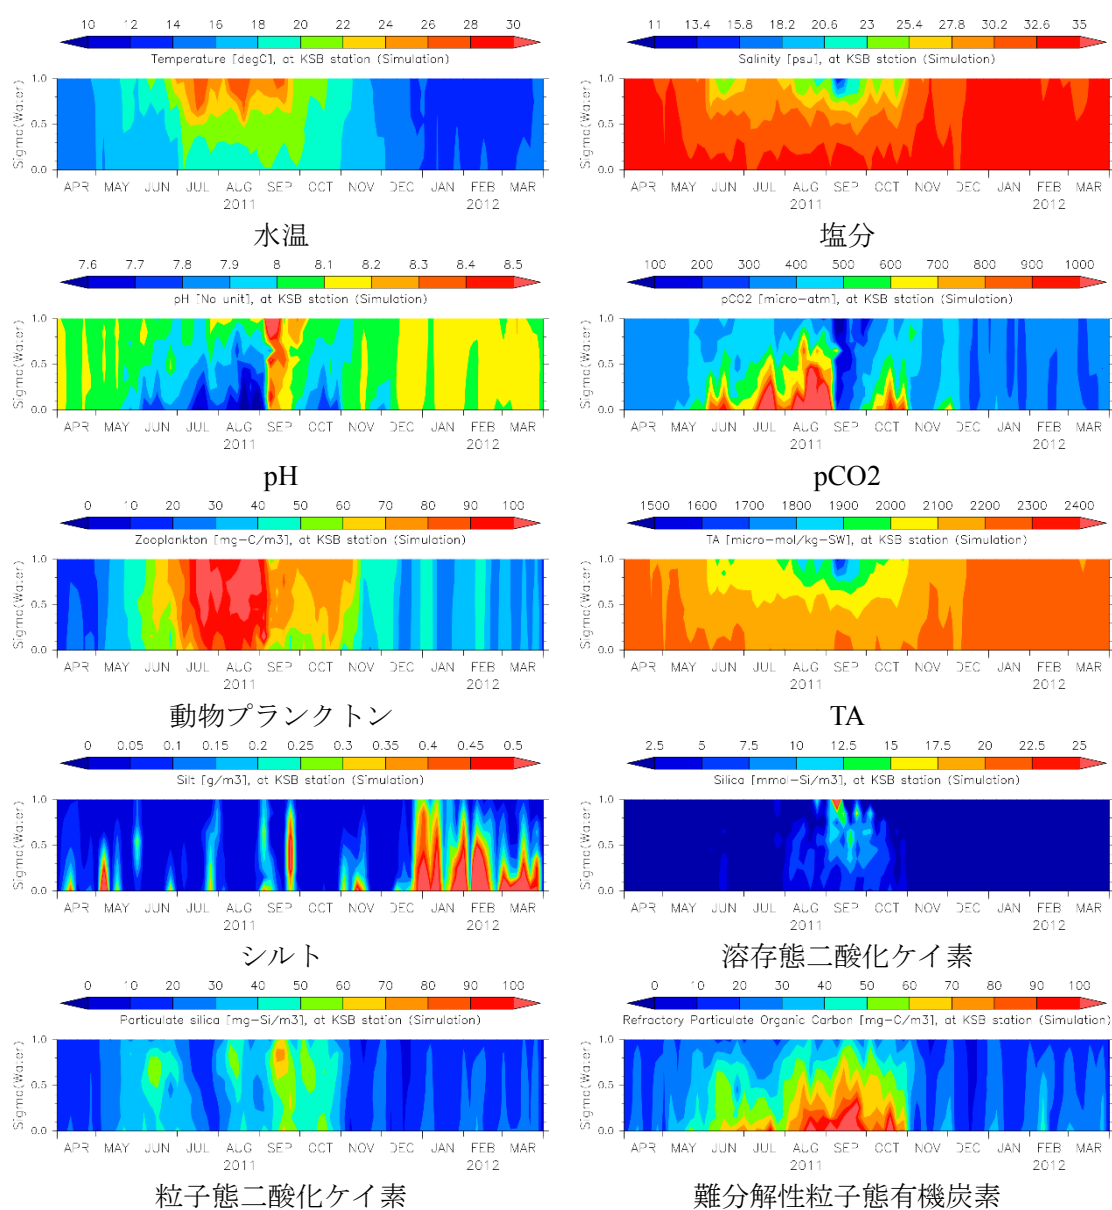 10 12 14 16 18 20 22 24 26 28 30
Temperature [degC], at KSB station (Simulation)
Sigma(Water)
1.0
0.5
0.0
APR MAY JUN JUL AUG SEP OCT NOV DEC JAN FEB MAR
2011 2012
水温
11 13.4 15.8 18.2 20.6 23 25.4 27.8 30.2 32.6 35
Salinity [psu], at KSB station (Simulation)
Sigma(Water)
1.0
0.5
0.0
APR MAY JUN JUL AUG SEP OCT NOV DEC JAN FEB MAR
2011 2012
塩分
7.6 7.7 7.8 7.9 8 8.1 8.2 8.3 8.4 8.5
pH [No unit], at KSB station (Simulation)
Sigma(Water)
1.0
0.5
0.0
APR MAY JUN JUL AUG SEP OCT NOV DEC JAN FEB MAR
2011 2012
pH
100 200 300 400 500 600 700 800 900 1000
pCO2 [micro-atm], at KSB station (Simulation)
Sigma(Water)
1.0
0.5
0.0
APR MAY JUN JUL AUG SEP OCT NOV DEC JAN FEB MAR
2011 2012
pCO2
0 10 20 30 40 50 60 70 80 90 100
Zooplankton [mg-C/m3], at KSB station (Simulation)
Sigma(Water)
1.0
0.5
0.0
APR MAY JUN JUL AUG SEP OCT NOV DEC JAN FEB MAR
2011 2012
動物プランクトン
1500 1600 1700 1800 1900 2000 2100 2200 2300 2400
TA [micro-mol/kg-SW], at KSB station (Simulation)
Sigma(Water)
1.0
0.5
0.0
APR MAY JUN JUL AUG SEP OCT NOV DEC JAN FEB MAR
2011 2012
TA
0 0.05 0.1 0.15 0.2 0.25 0.3 0.35 0.4 0.45 0.5
Silt [g/m3], at KSB station (Simulation)
Sigma(Water)
1.0
0.5
0.0
APR MAY JUN JUL AUG SEP OCT NOV DEC JAN FEB MAR
2011 2012
シルト
2.5 5 7.5 10 12.5 15 17.5 20 22.5 25
Silica [mmol-Si/m3], at KSB station (Simulation)
Sigma(Water)
1.0
0.5
0.0
APR MAY JUN JUL AUG SEP OCT NOV DEC JAN FEB MAR
2011 2012
溶存態二酸化ケイ素
0 10 20 30 40 50 60 70 80 90 100
Particulate silica [mg-Si/m3], at KSB station (Simulation)
Sigma(Water)
1.0
0.5
0.0
APR MAY JUN JUL AUG SEP OCT NOV DEC JAN FEB MAR
2011 2012
粒子態二酸化ケイ素
0 10 20 30 40 50 60 70 80 90 100
Refractory Particulate Organic Carbon [mg-C/m3], at KSB station (Simulation)
Sigma(Water)
1.0
0.5
0.0
APR MAY JUN JUL AUG SEP OCT NOV DEC JAN FEB MAR
2011 2012
難分解性粒子態有機炭素